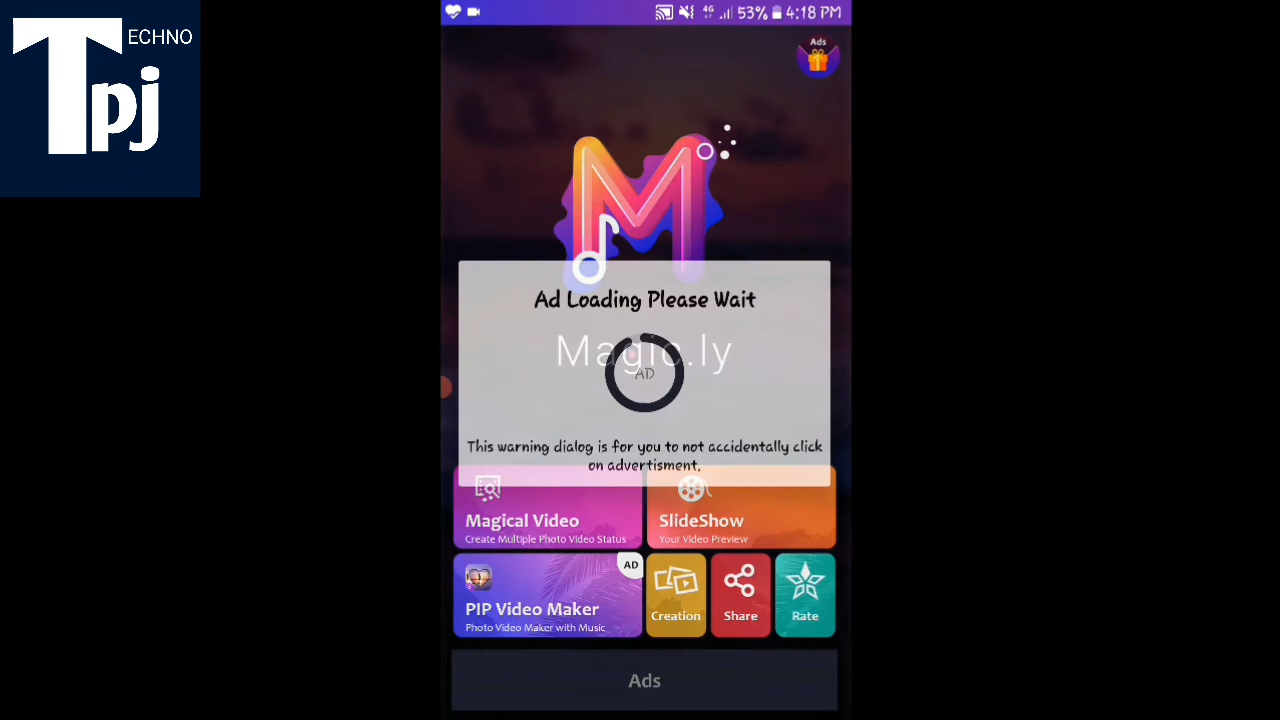 TECHNO
pj
4G
53%
4:18 PM
Ads
M
Ad Loading Please Wait
Magic.ly
AD
This warning dialog is for you to not accidentally click
on advertisment.
Magical Video
Create Multiple Photo Video Status
SlideShow
Your Video Preview
AD
PIP Video Maker
Photo Video Maker with Music
Creation
Share
Rate
Ads